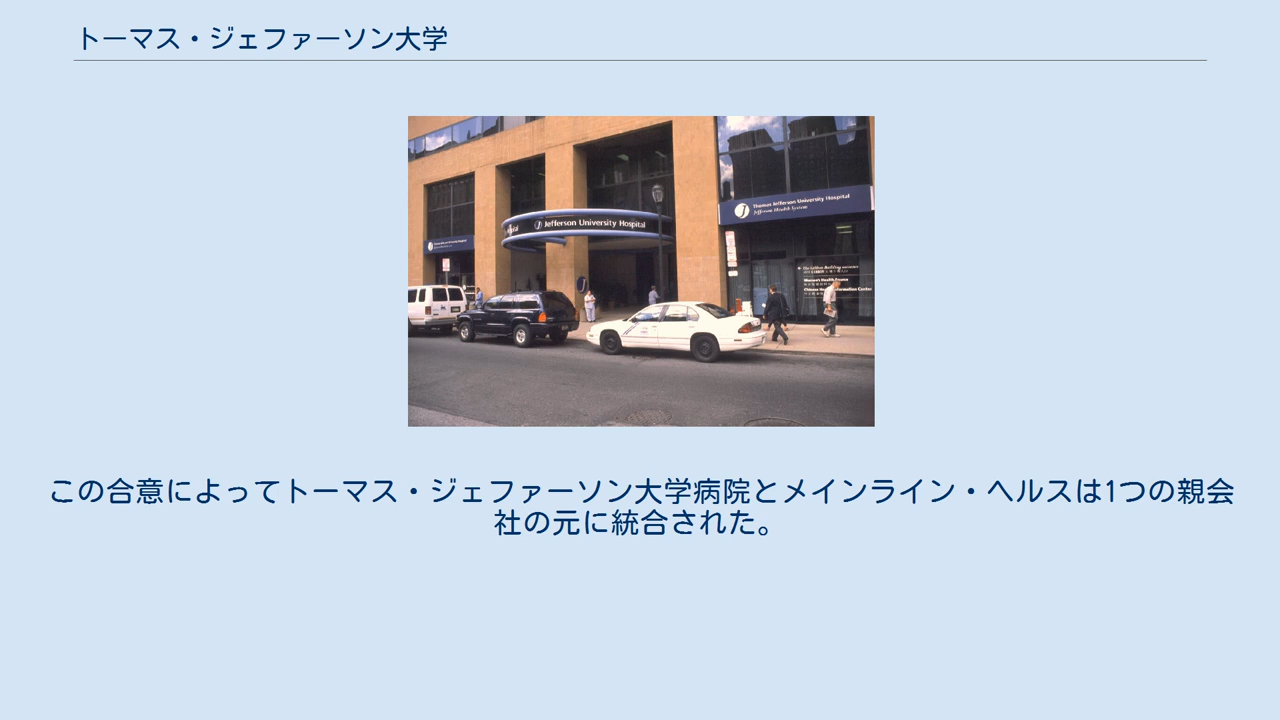 トーマス・ジェファーソン大学
Jefferson University Hospital
Thomas Jefferson University Hospital
Jefferson Health System
この合意によってトーマス・ジェファーソン大学病院とメインライン・ヘルスは1つの親会
社の元に統合された。